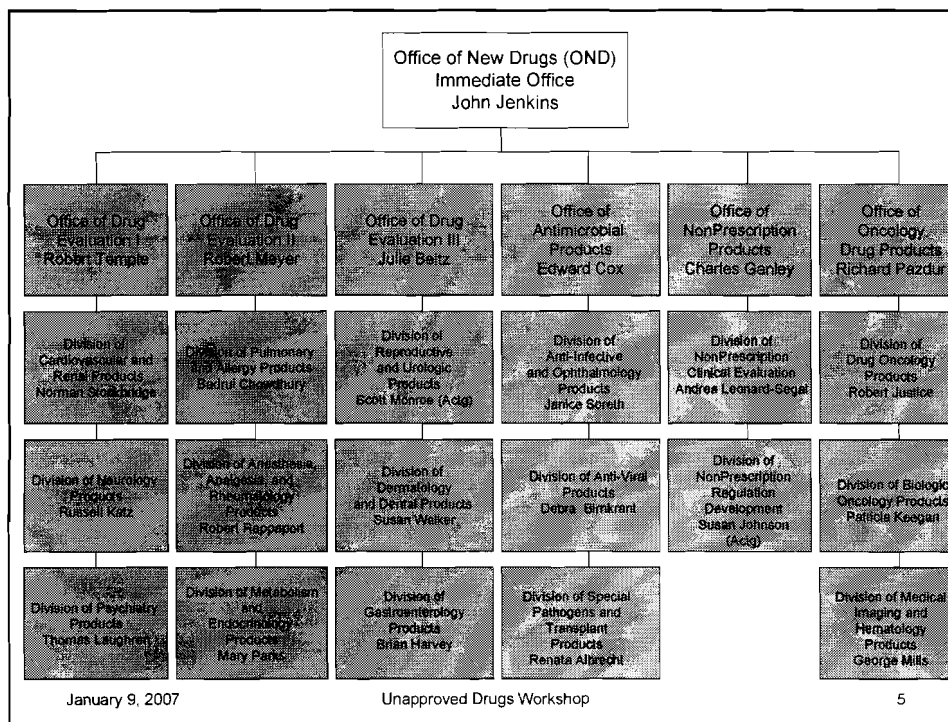 Office of New Drugs (OND)
Immediate Office
John Jenkins
Office of Drug
Evaluation I
Robert Temple
Office of Drug
Evaluation II
Robert Meyer
Office of Drug
Evaluation III
Julie Beitz
Office of
Antimicrobial
Products
Edward Cox
Office of
NonPrescription
Products
Charles Ganley
Office of
Oncology
Drug Products
Richard Pazdur
Division of
Cardiovascular and
Renal Products
Norman Stockbridge
Division of Pulmonary
and Allergy Products
Badrul Chowdhury
Division of
Reproductive
and Urologic
Products
Scott Monroe (Actg)
Division of
Anti-Infective
and Ophthalmology
Products
Janice Soreth
Division of
NonPrescription
Clinical Evaluation
Andrea Leonard-Segal
Division of
Drug Oncology
Products
Robert Justice
Division of Neurology
Products
Russell Katz
Division of Anesthesia,
Analgesia, and
Rheumatology
Products
Robert Rappaport
Division of
Dermatology
and Dental Products
Susan Walker
Division of Anti-Viral
Products
Debra Birnkrant
Division of
NonPrescription
Regulation
Development
Susan Johnson
(Actg)
Division of Biologic
Oncology Products
Patricia Keegan
Division of Psychiatry
Products
Thomas Laughren
Division of Metabolism
and
Endocrinology
Products
Mary Parks
Division of
Gastroenterology
Products
Brian Harvey
Division of Special
Pathogens and
Transplant
Products
Renata Albrecht
Division of Medical
Imaging and
Hematology
Products
George Mills
January 9, 2007
Unapproved Drugs Workshop
5